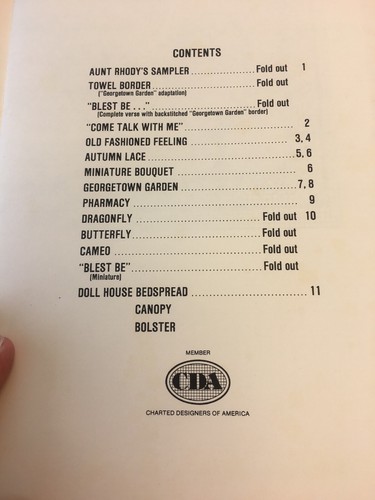 CONTENTS
AUNT RHODY'S SAMPLER ................ Fold out 1
TOWEL BORDER ................ Fold out
("Georgetown Garden" adaptation)
"BLEST BE . . ." ................ Fold out
(Complete verse with backstitched "Georgetown Garden" border)
"COME TALK WITH ME" ................ 2
OLD FASHIONED FEELING ................ 3, 4
AUTUMN LACE ................ 5, 6
MINIATURE BOUQUET ................ 6
GEORGETOWN GARDEN ................ 7, 8
PHARMACY ................ 9
DRAGONFLY ................ Fold out 10
BUTTERFLY ................ Fold out
CAMEO ................ Fold out
"BLEST BE" ................ Fold out
(Miniature)
DOLL HOUSE BEDSPREAD ................ 11
CANOPY
BOLSTER
MEMBER
CDA
CHARTED DESIGNERS OF AMERICA